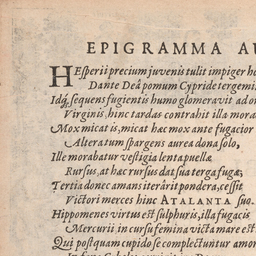 EPIGRAMMA AU
HEsperii precium juvenis tulit impiger ho
Dante Deâ pomum Cypride tergemi
Idq́; sequens fugientis humo glomeravit ad o
Virginis, hinc tardas contrahit illa mora
Mox micat is, micat hæc mox ante fugacior
Alteratum spargens aurea dona solo,
Ille morabatur vestigia lenta puellæ
Rursus, at hæc rursus dat sua terga fugæ,
Tertia donec amans iterârit pondera, cessit
Victori merces hinc ATALANTA suo.
Hippomenes virtus est sulphuris, illa fugacis
Mercurii in cursu femina victa mare est.
Qui postquam cupido se complectuntur amor